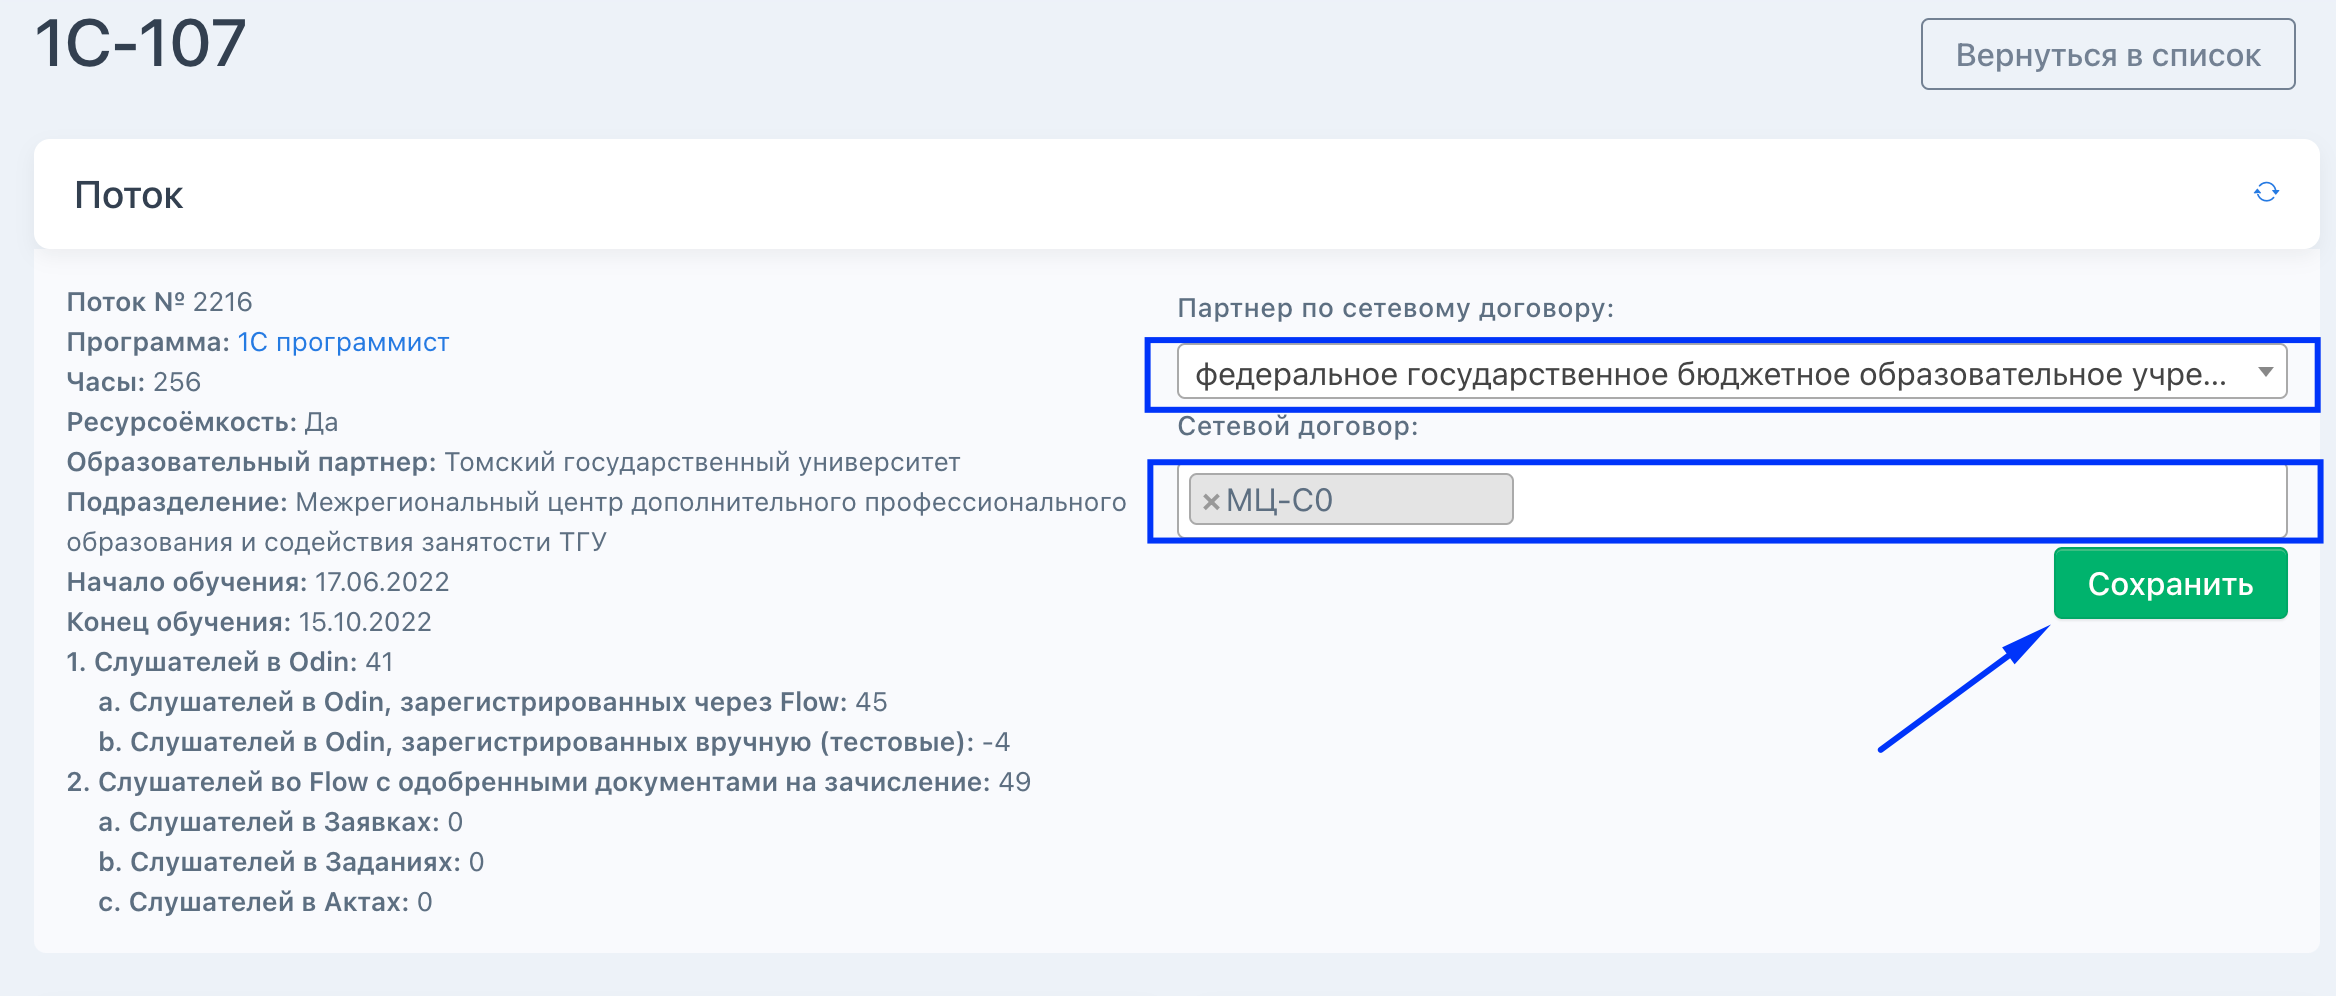 1C-107
Вернуться в список
Поток
Поток № 2216
Программа: 1С программист
Часы: 256
Ресурсоёмкость: Да
Образовательный партнер: Томский государственный университет
Подразделение: Межрегиональный центр дополнительного профессионального
образования и содействия занятости ТГУ
Начало обучения: 17.06.2022
Конец обучения: 15.10.2022
1. Слушателей в Odin: 41
a. Слушателей в Odin, зарегистрированных через Flow: 45
b. Слушателей в Odin, зарегистрированных вручную (тестовые): -4
2. Слушателей во Flow с одобренными документами на зачисление: 49
a. Слушателей в Заявках: 0
b. Слушателей в Заданиях: 0
c. Слушателей в Актах: 0
Партнер по сетевому договору:
федеральное государственное бюджетное образовательное учре...
Сетевой договор:
×МЦ-С0
Сохранить